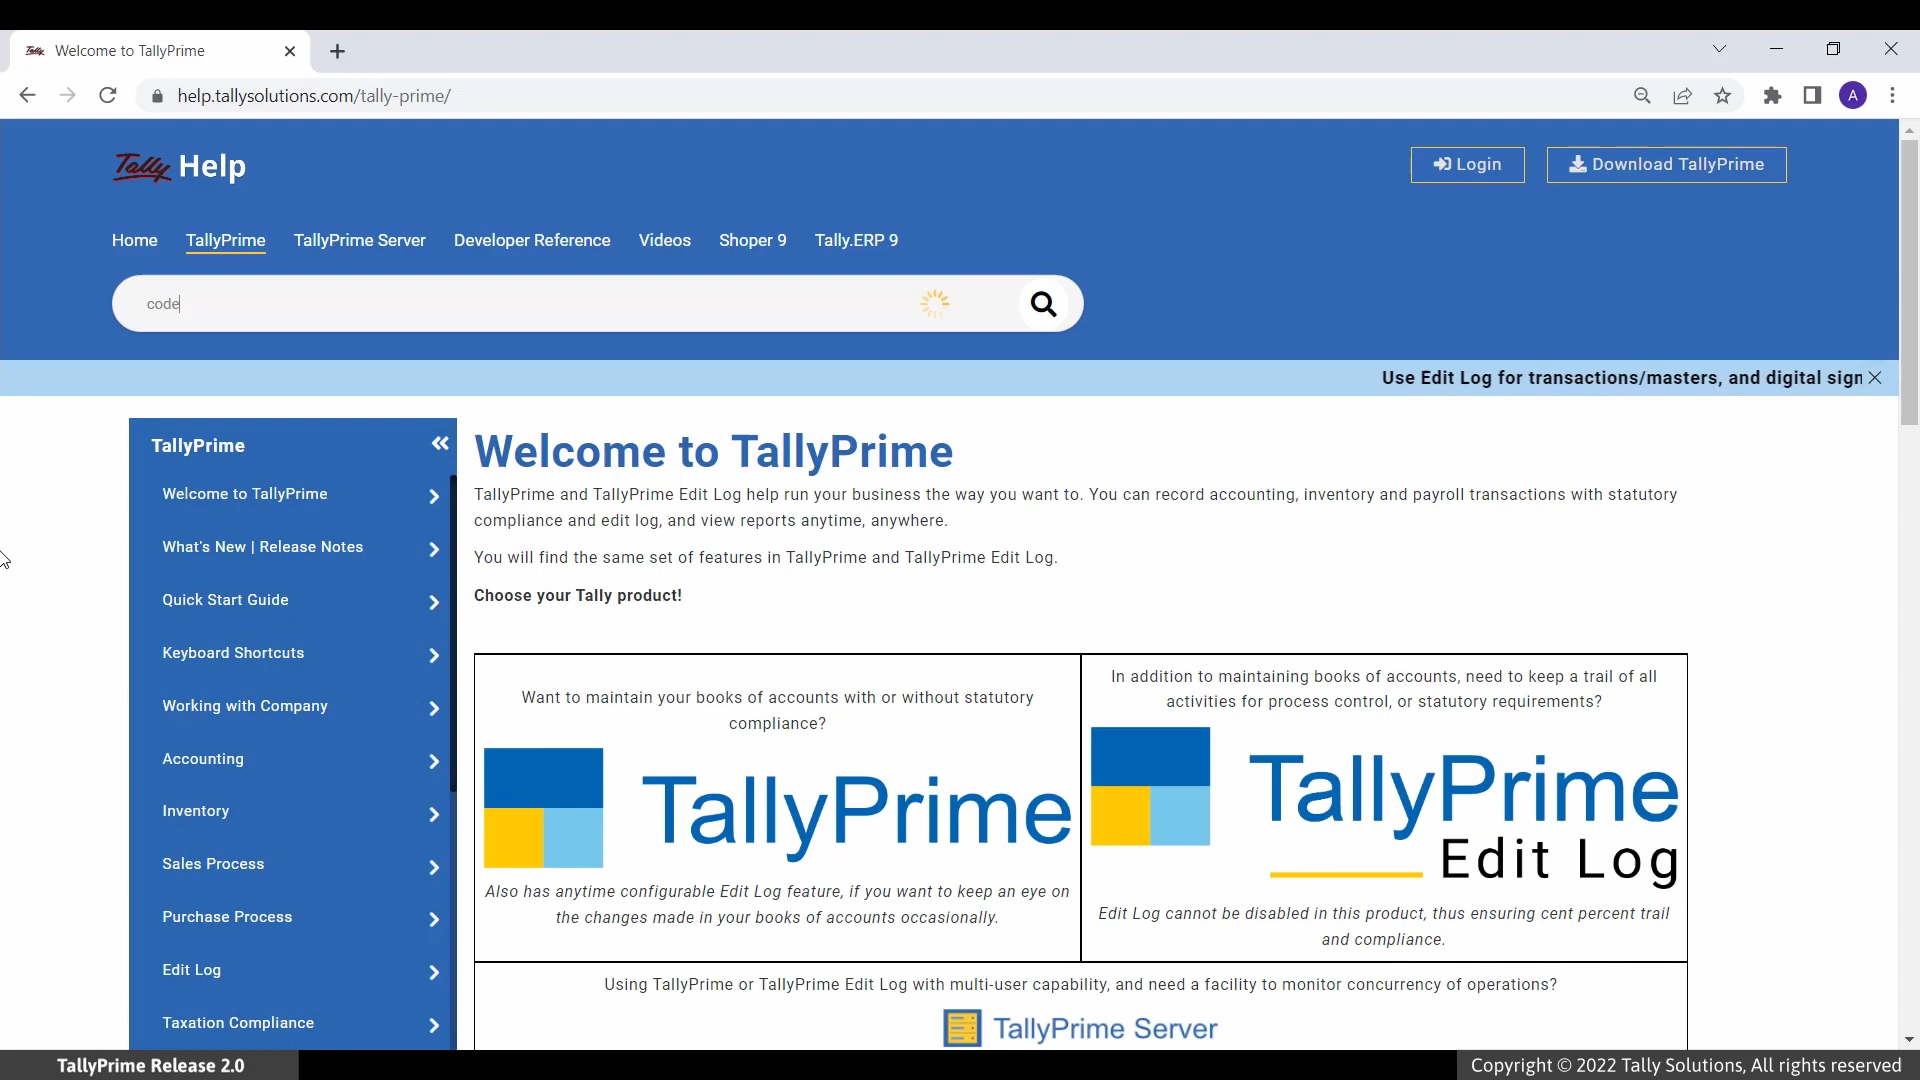 Tally Welcome to TallyPrime
help.tallysolutions.com/tally-prime/
A
Tally Help
Login
Download TallyPrime
Home TallyPrime TallyPrime Server Developer Reference Videos Shoper 9 Tally.ERP 9
code
Use Edit Log for transactions/masters, and digital sign
TallyPrime
Welcome to TallyPrime
What's New | Release Notes
Quick Start Guide
Keyboard Shortcuts
Working with Company
Accounting
Inventory
Sales Process
Purchase Process
Edit Log
Taxation Compliance
Welcome to TallyPrime
TallyPrime and TallyPrime Edit Log help run your business the way you want to. You can record accounting, inventory and payroll transactions with statutory
compliance and edit log, and view reports anytime, anywhere.
You will find the same set of features in TallyPrime and TallyPrime Edit Log.
Choose your Tally product!
Want to maintain your books of accounts with or without statutory
compliance?
TallyPrime
Also has anytime configurable Edit Log feature, if you want to keep an eye on
the changes made in your books of accounts occasionally.
In addition to maintaining books of accounts, need to keep a trail of all
activities for process control, or statutory requirements?
TallyPrime
Edit Log
Edit Log cannot be disabled in this product, thus ensuring cent percent trail
and compliance.
Using TallyPrime or TallyPrime Edit Log with multi-user capability, and need a facility to monitor concurrency of operations?
TallyPrime Server
TallyPrime Release 2.0
Copyright © 2022 Tally Solutions, All rights reserved